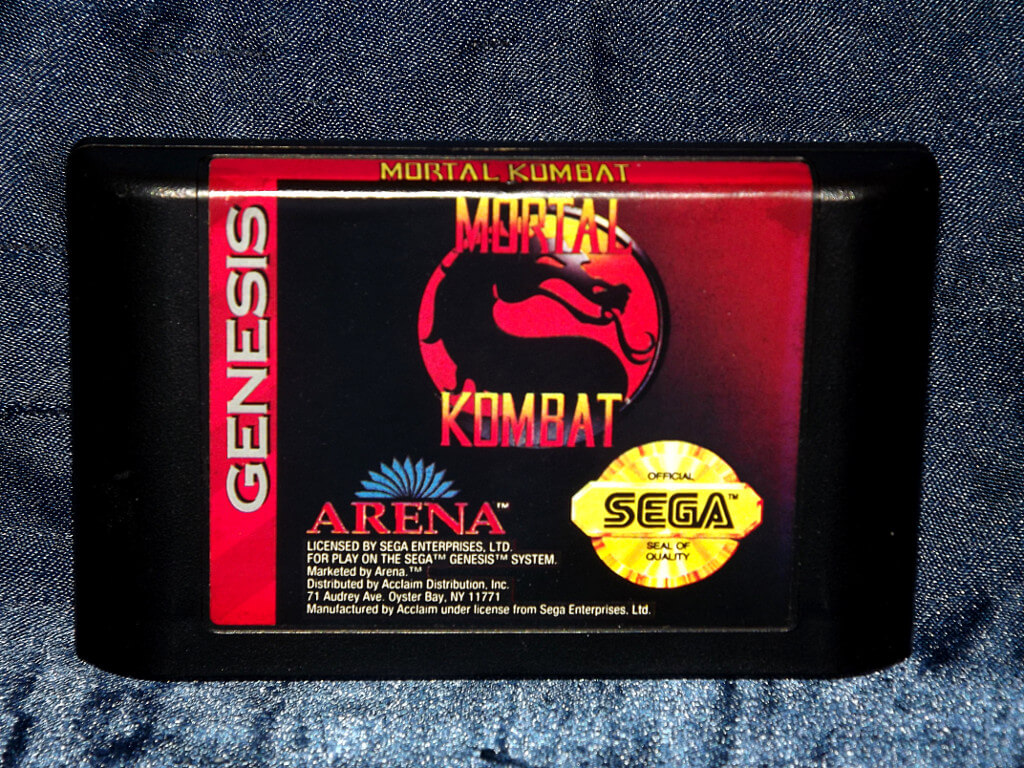 MORTAL KOMBAT
GENESIS
MORTAL
KOMBAT
ARENA™
LICENSED BY SEGA ENTERPRISES, LTD.
FOR PLAY ON THE SEGA™ GENESIS™ SYSTEM.
Marketed by Arena.™
Distributed by Acclaim Distribution, Inc.
71 Audrey Ave. Oyster Bay, NY 11771
Manufactured by Acclaim under license from Sega Enterprises, Ltd.
OFFICIAL
SEGA™
SEAL OF
QUALITY